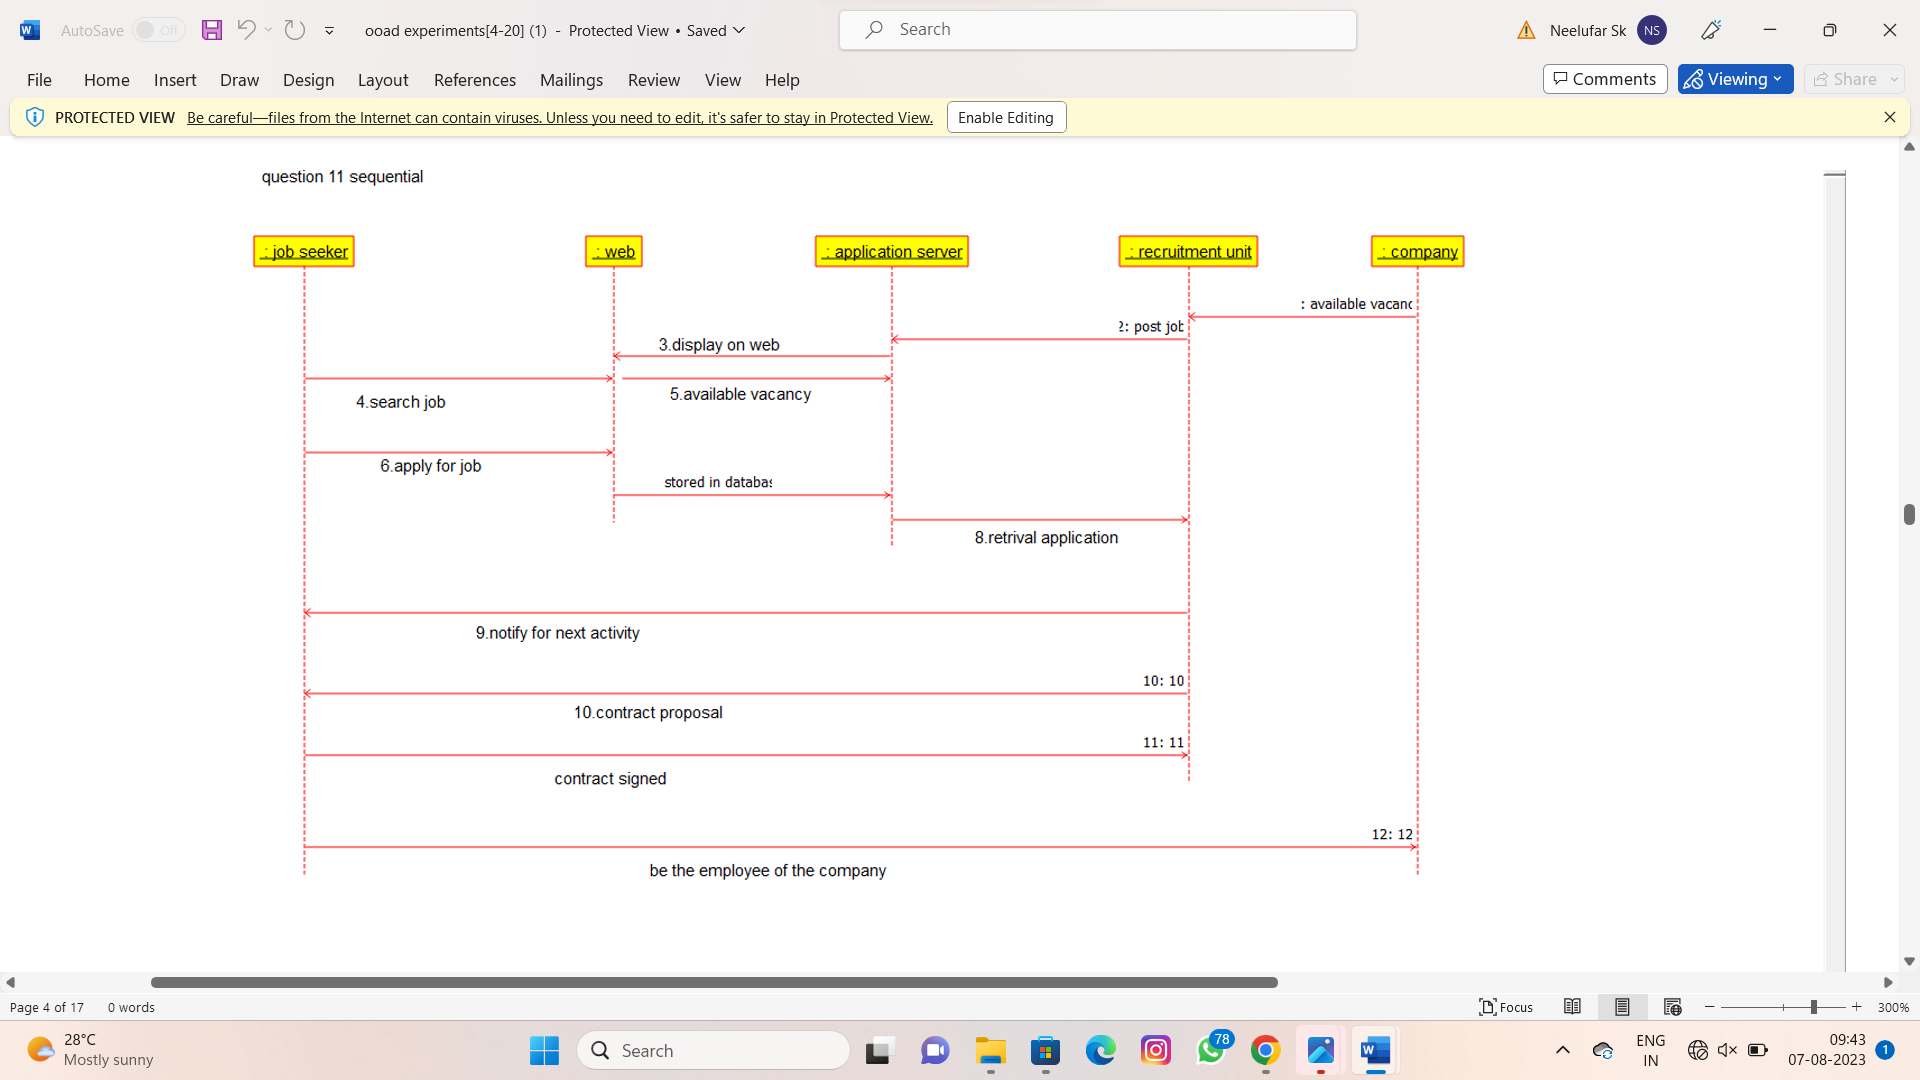 AutoSave Off ooad experiments[4-20] (1) - Protected View • Saved Search Neelufar Sk NS
File Home Insert Draw Design Layout References Mailings Review View Help Comments Viewing Share
PROTECTED VIEW Be careful—files from the Internet can contain viruses. Unless you need to edit, it's safer to stay in Protected View. Enable Editing
question 11 sequential
: job seeker : web : application server : recruitment unit : company
: available vacanc
2: post job
3.display on web
5.available vacancy
4.search job
6.apply for job
stored in databas
8.retrival application
9.notify for next activity
10: 10
10.contract proposal
11: 11
contract signed
12: 12
be the employee of the company
Page 4 of 17 0 words Focus 300%
28°C
Mostly sunny
Search
78
ENG
IN
09:43
07-08-2023
1